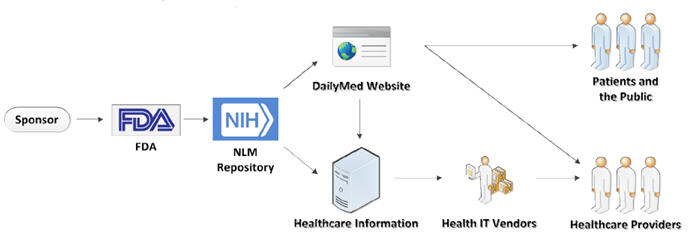 DailyMed Website
Patients and
the Public
Sponsor
FDA
FDA
NIH
NLM
Repository
Healthcare Information
Health IT Vendors
Healthcare Providers